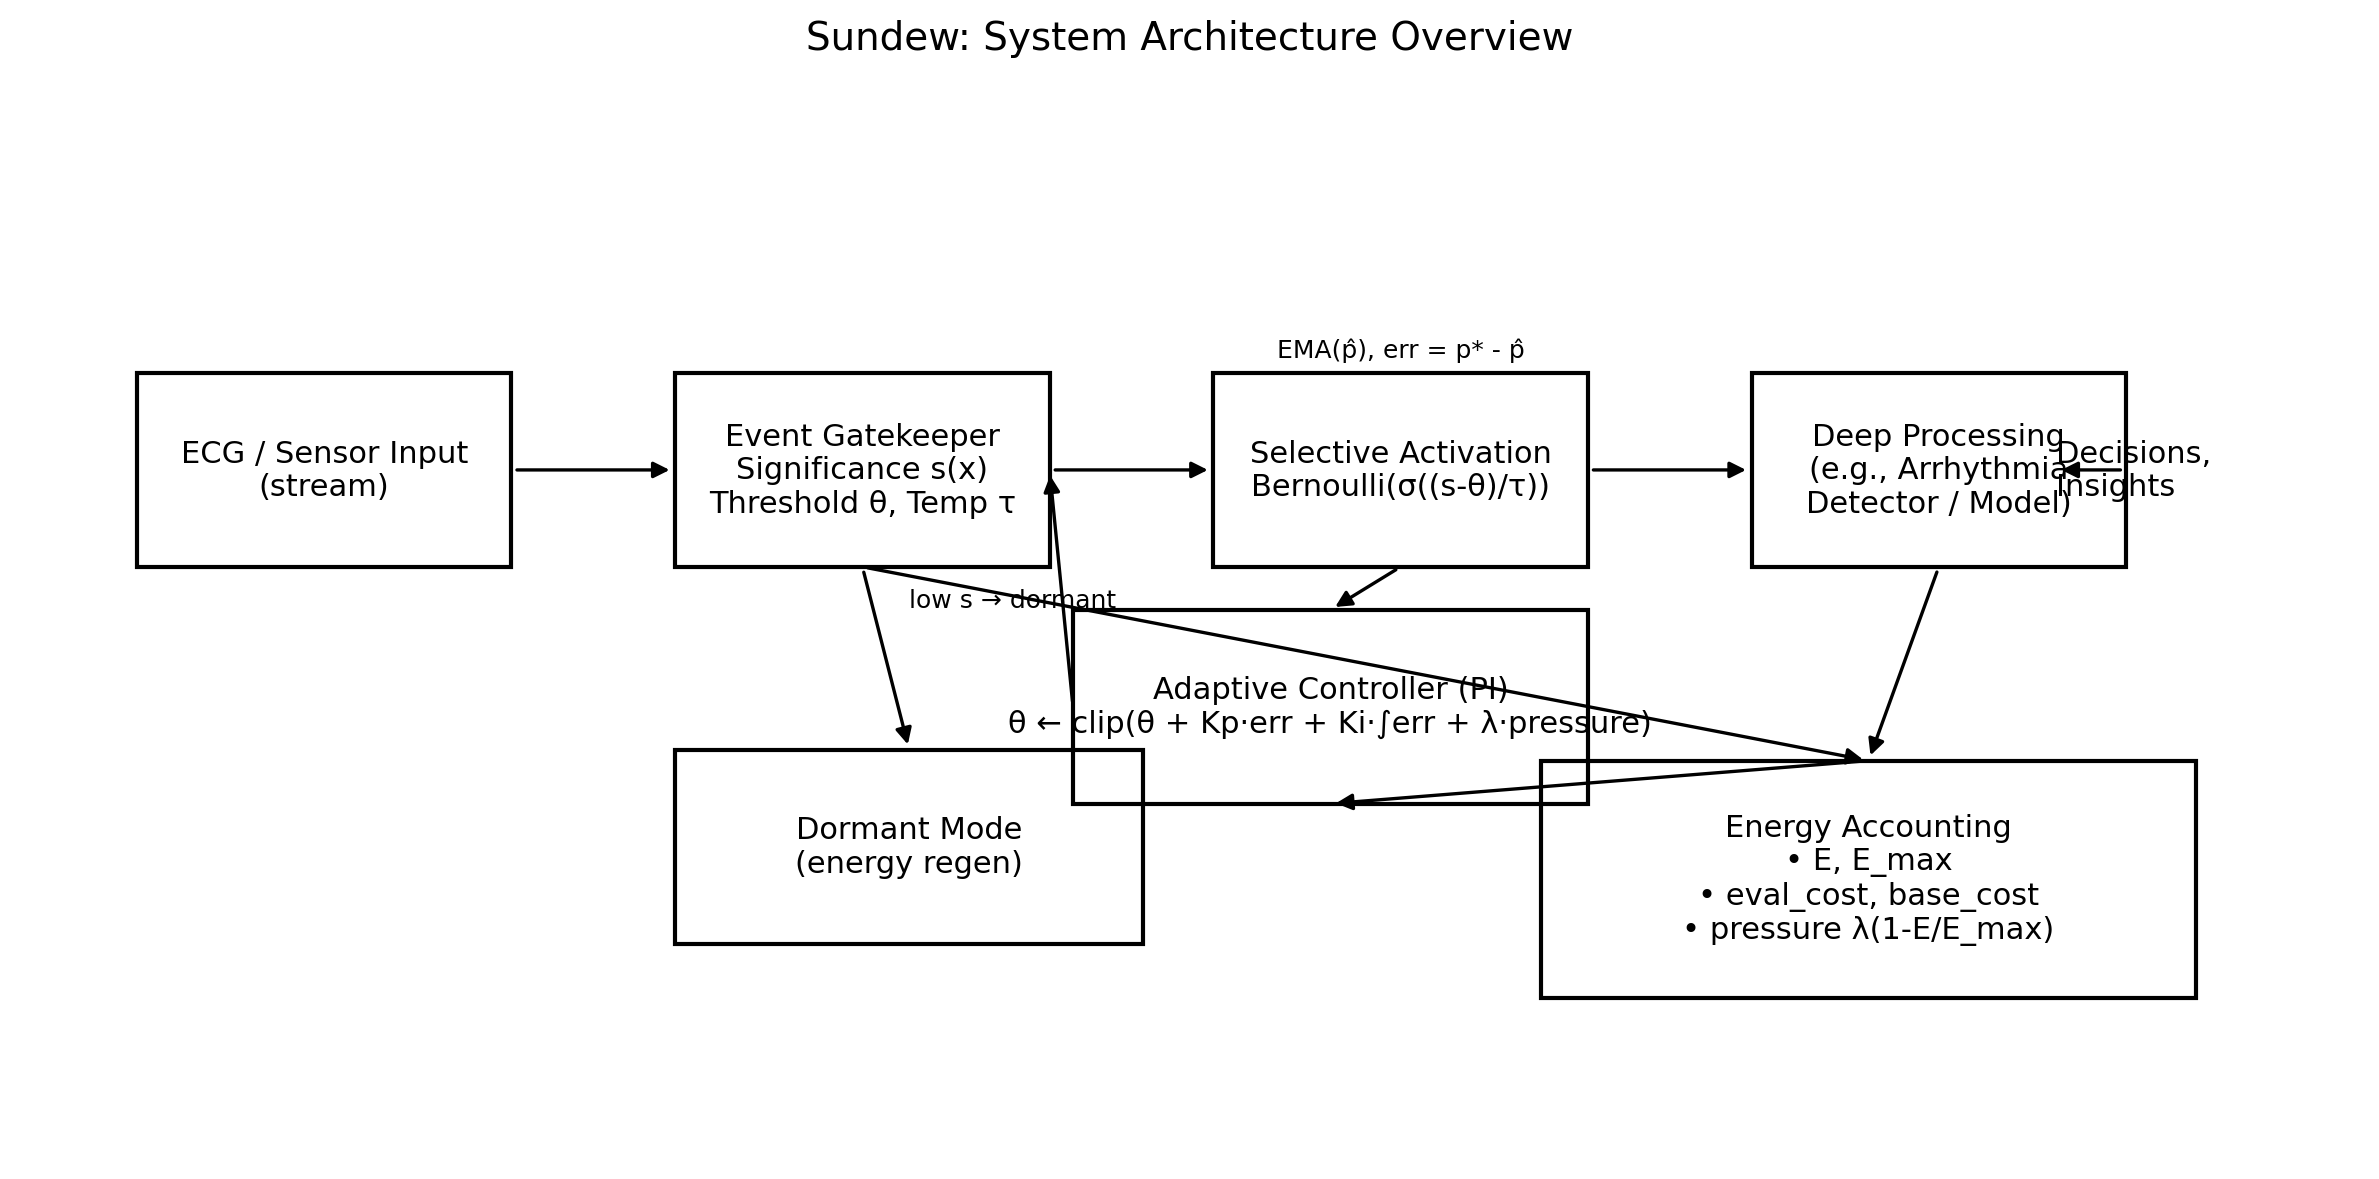 Sundew: System Architecture Overview
EMA(p̂), err = p* - p̂
ECG / Sensor Input
(stream)
Event Gatekeeper
Significance s(x)
Threshold θ, Temp τ
Selective Activation
Bernoulli(σ((s-θ)/τ))
Deep Processing
(e.g., Arrhythmia
Detector / Model)
Decisions,
Insights
low s → dormant
Adaptive Controller (PI)
θ ← clip(θ + Kp·err + Ki·∫err + λ·pressure)
Dormant Mode
(energy regen)
Energy Accounting
• E, E_max
• eval_cost, base_cost
• pressure λ(1-E/E_max)